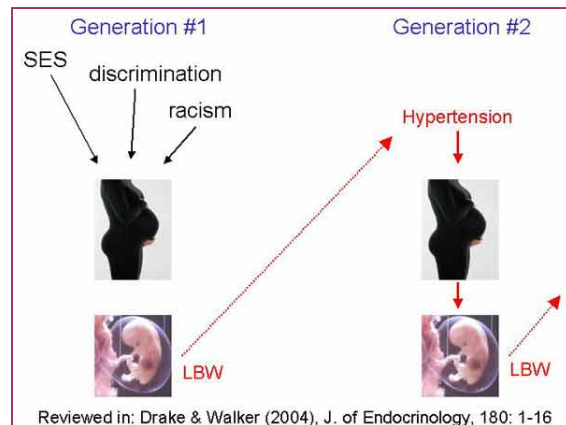 Generation #1
Generation #2
SES
discrimination
racism
Hypertension
LBW
LBW
Reviewed in: Drake & Walker (2004), J. of Endocrinology, 180: 1-16